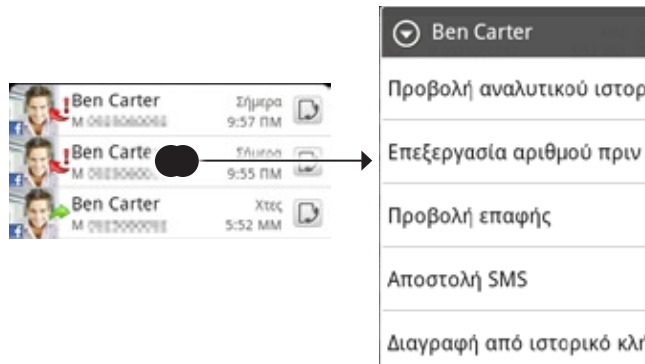 Ben Carter
Σήμερα
M
9:57 ΠΜ
Ben Carte
M
9:55 ΠΜ
Ben Carter
Χτες
M
5:52 ΜΜ
Ben Carter
Προβολή αναλυτικού ιστορ
Επεξεργασία αριθμού πριν
Προβολή επαφής
Αποστολή SMS
Διαγραφή από ιστορικό κλή